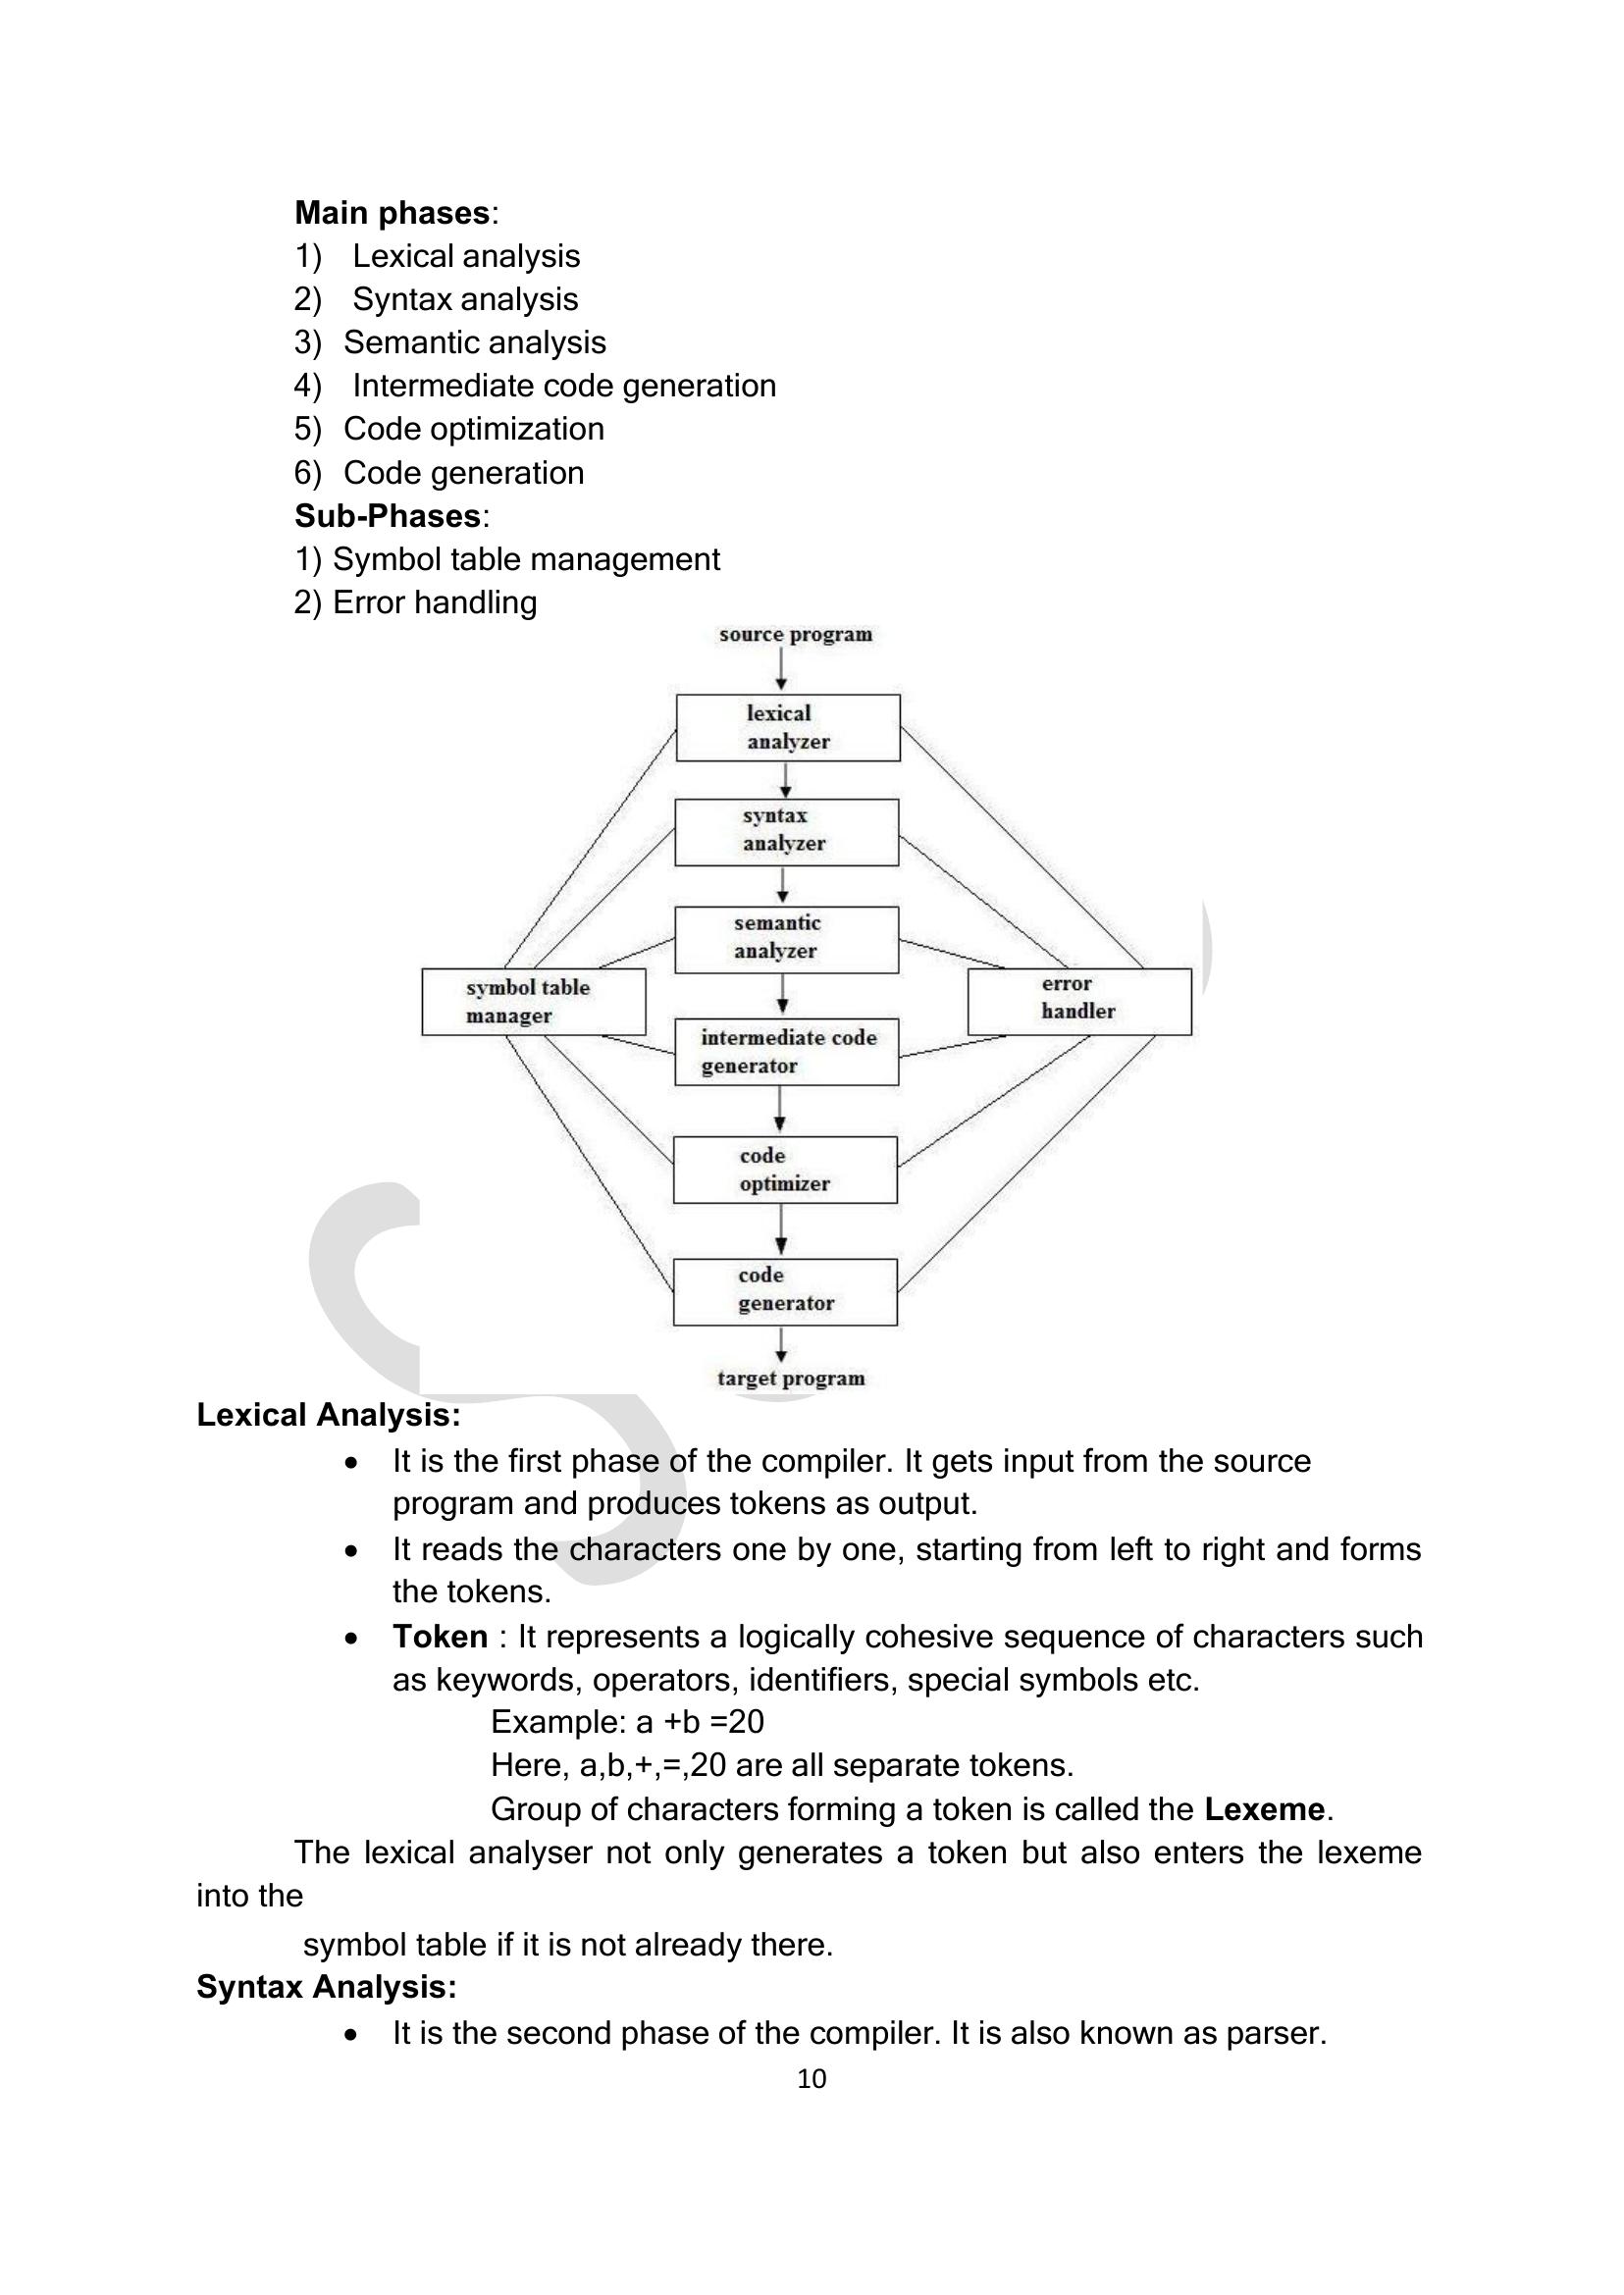 Main phases:
1) Lexical analysis
2) Syntax analysis
3) Semantic analysis
4) Intermediate code generation
5) Code optimization
6) Code generation
Sub-Phases:
1) Symbol table management
2) Error handling
source program
lexical
analyzer
syntax
analyzer
semantic
analyzer
symbol table
manager
error
handler
intermediate code
generator
code
optimizer
code
generator
target program
Lexical Analysis:
• It is the first phase of the compiler. It gets input from the source
program and produces tokens as output.
• It reads the characters one by one, starting from left to right and forms
the tokens.
• Token : It represents a logically cohesive sequence of characters such
as keywords, operators, identifiers, special symbols etc.
Example: a +b =20
Here, a,b,+,=,20 are all separate tokens.
Group of characters forming a token is called the Lexeme.
The lexical analyser not only generates a token but also enters the lexeme
into the
symbol table if it is not already there.
Syntax Analysis:
• It is the second phase of the compiler. It is also known as parser.
10